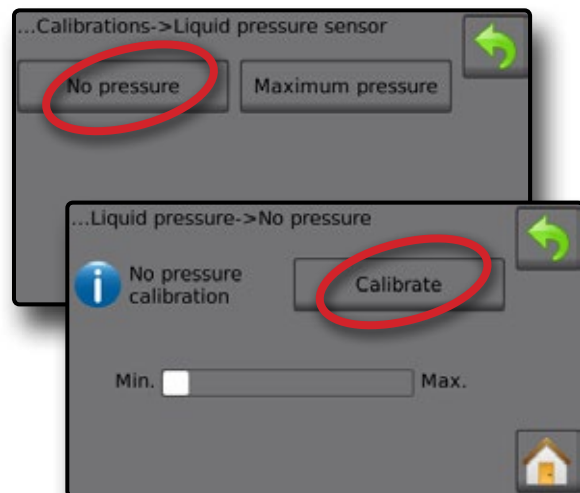 ...Calibrations->Liquid pressure sensor
No pressure
Maximum pressure
...Liquid pressure->No pressure
No pressure
calibration
Calibrate
Min.
Max.